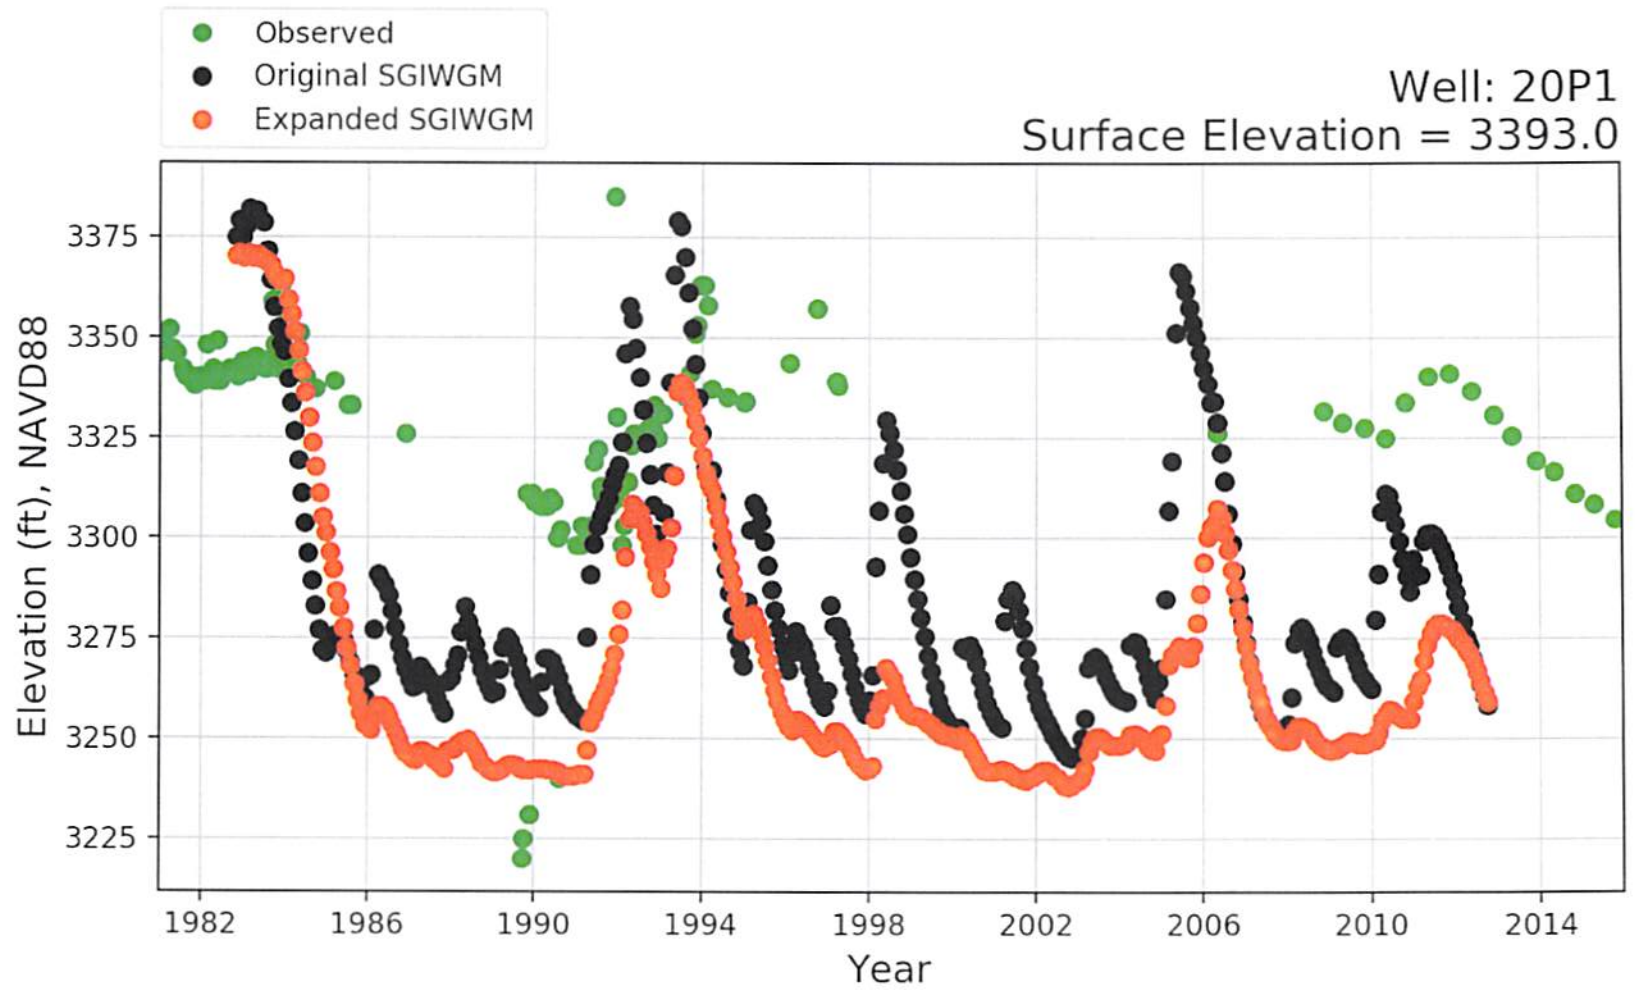 Observed
Original SGIWGM
Expanded SGIWGM
Well: 20P1
Surface Elevation = 3393.0
Elevation (ft), NAVD88
3375
3350
3325
3300
3275
3250
3225
1982 1986 1990 1994 1998 2002 2006 2010 2014
Year